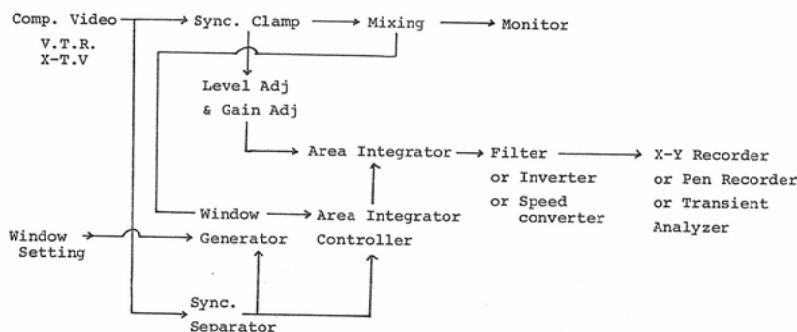 Comp. Video
V.T.R.
X-T.V
Sync. Clamp
Mixing
Monitor
Level Adj
& Gain Adj
Area Integrator
Filter
or Inverter
or Speed
converter
X-Y Recorder
or Pen Recorder
or Transient
Analyzer
Window
Generator
Area Integrator
Controller
Window
Setting
Sync.
Separator